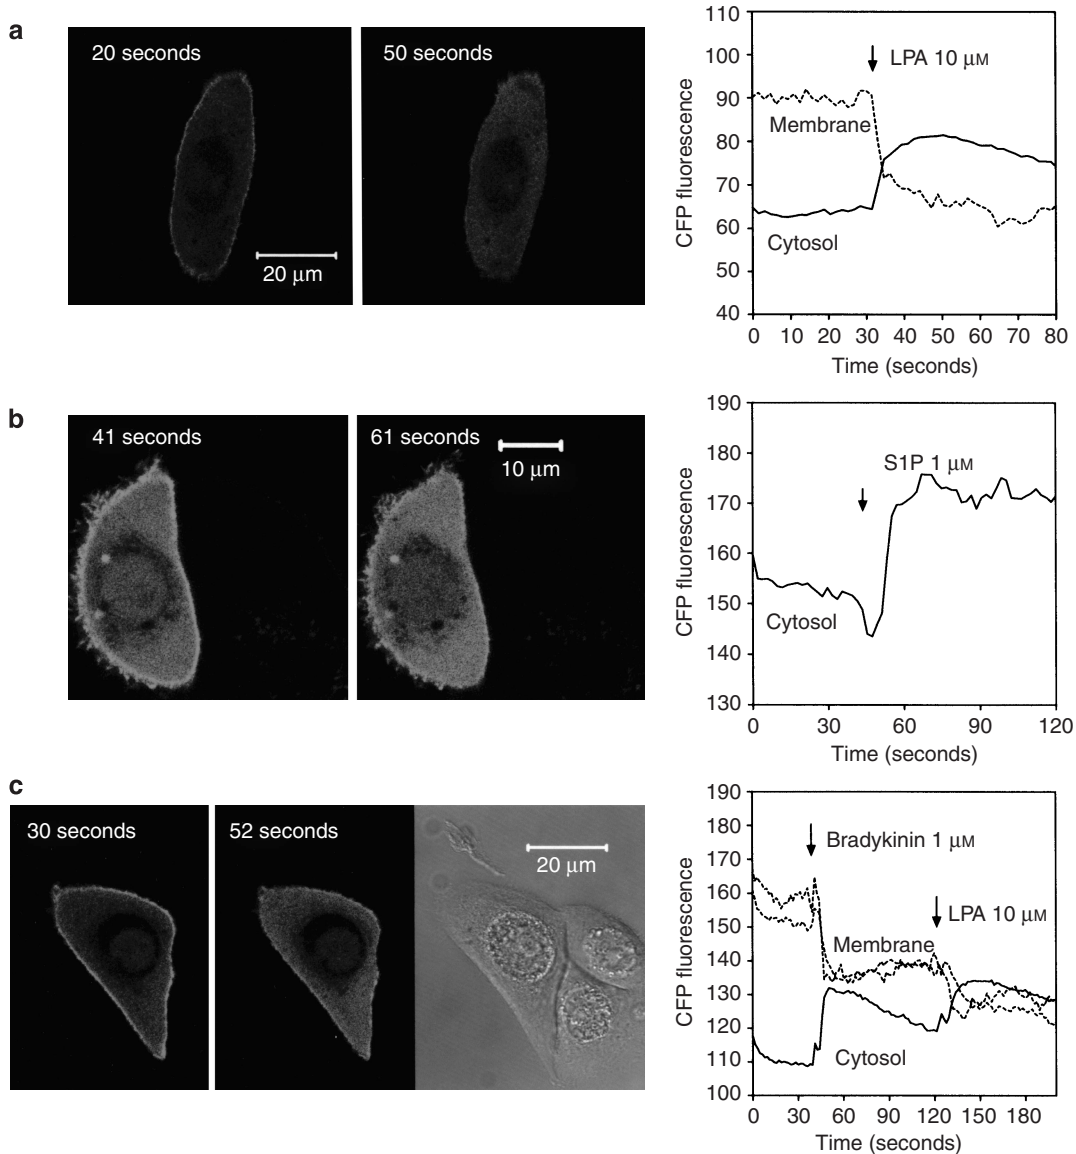 a
20 seconds
50 seconds
20 µm
110
100
90
80
70
60
50
40
CFP fluorescence
LPA 10 µM
Membrane
Cytosol
0 10 20 30 40 50 60 70 80
Time (seconds)
b
41 seconds
61 seconds
10 µm
190
180
170
160
150
140
130
CFP fluorescence
S1P 1 µM
Cytosol
0 30 60 90 120
Time (seconds)
c
30 seconds
52 seconds
20 µm
190
180
170
160
150
140
130
120
110
100
CFP fluorescence
Bradykinin 1 µM
LPA 10 µM
Membrane
Cytosol
0 30 60 90 120 150 180
Time (seconds)